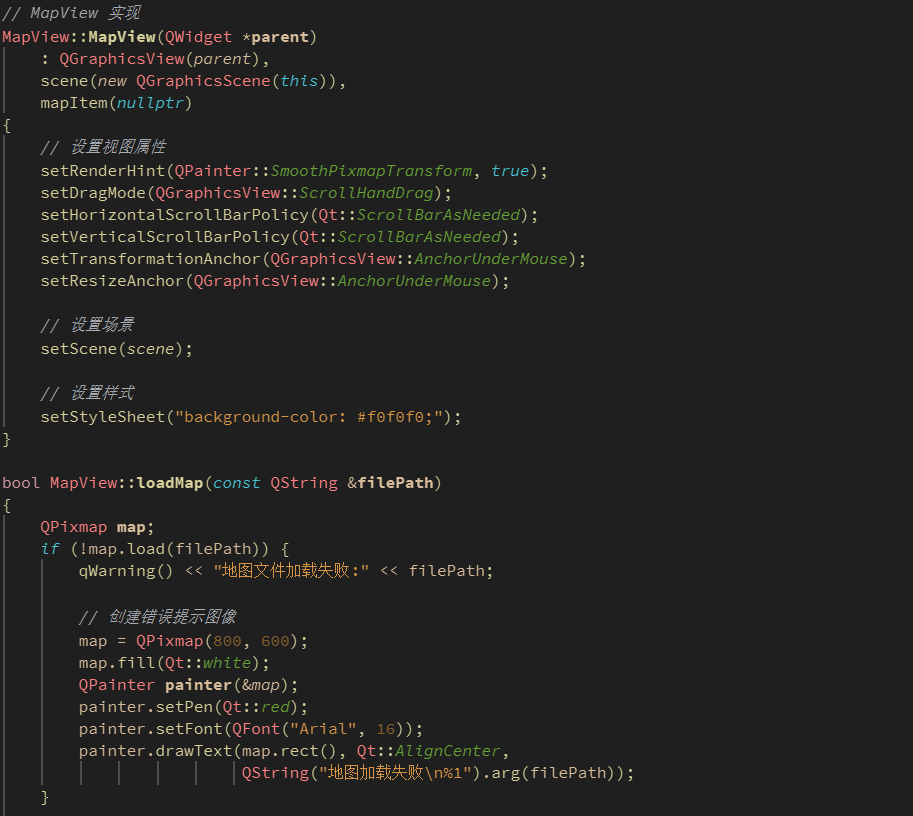 // MapView 实现
MapView::MapView(QWidget *parent)
    : QGraphicsView(parent),
    scene(new QGraphicsScene(this)),
    mapItem(nullptr)
{
    // 设置视图属性
    setRenderHint(QPainter::SmoothPixmapTransform, true);
    setDragMode(QGraphicsView::ScrollHandDrag);
    setHorizontalScrollBarPolicy(Qt::ScrollBarAsNeeded);
    setVerticalScrollBarPolicy(Qt::ScrollBarAsNeeded);
    setTransformationAnchor(QGraphicsView::AnchorUnderMouse);
    setResizeAnchor(QGraphicsView::AnchorUnderMouse);

    // 设置场景
    setScene(scene);

    // 设置样式
    setStyleSheet("background-color: #f0f0f0;");
}

bool MapView::loadMap(const QString &filePath)
{
    QPixmap map;
    if (!map.load(filePath)) {
        qWarning() << "地图文件加载失败:" << filePath;

        // 创建错误提示图像
        map = QPixmap(800, 600);
        map.fill(Qt::white);
        QPainter painter(&map);
        painter.setPen(Qt::red);
        painter.setFont(QFont("Arial", 16));
        painter.drawText(map.rect(), Qt::AlignCenter,
                         QString("地图加载失败\n%1").arg(filePath));
    }